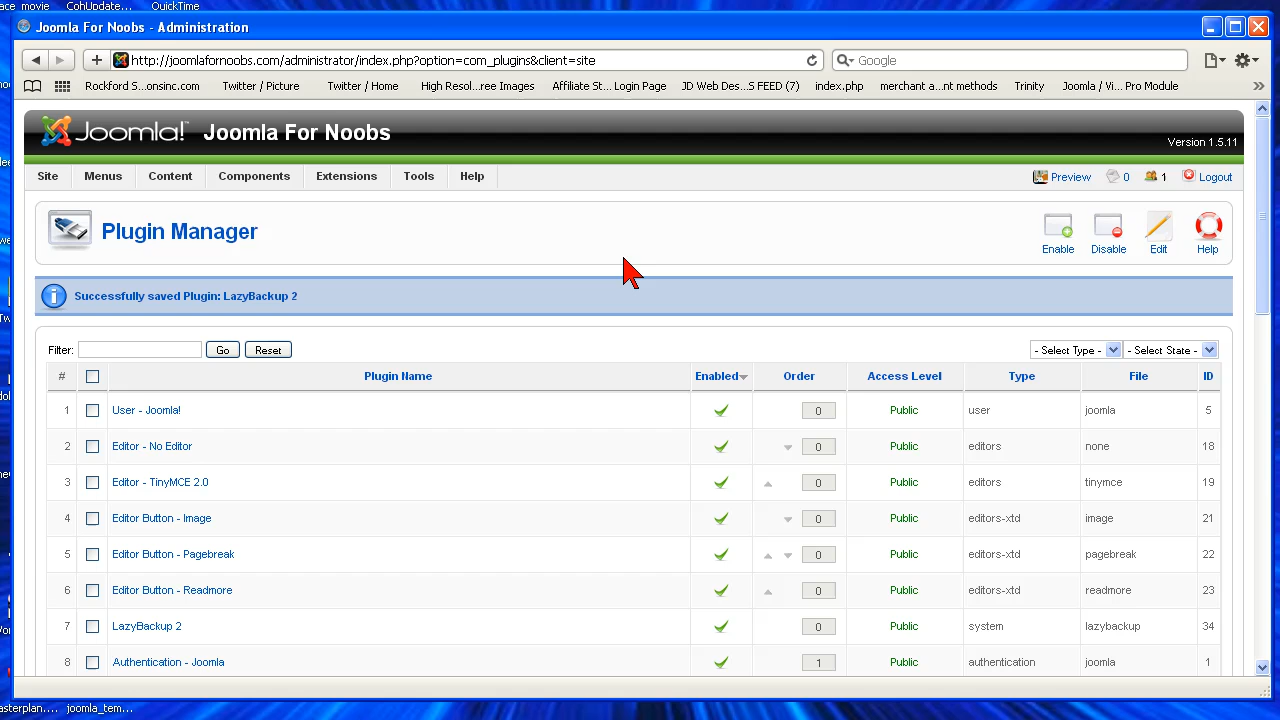 ace_movie CohUpdate... QuickTime
Joomla For Noobs - Administration
http://joomlafornoobs.com/administrator/index.php?option=com_plugins&client=site
Google
Rockford S...onsinc.com Twitter / Picture Twitter / Home High Resol...ree Images Affiliate St...Login Page JD Web Des...S FEED (7) index.php merchant a...nt methods Trinity Joomla / Vi... Pro Module
Joomla! Joomla For Noobs
Version 1.5.11
Site Menus Content Components Extensions Tools Help Preview 0 1 Logout
Plugin Manager
Enable Disable Edit Help
Successfully saved Plugin: LazyBackup 2
Filter: Go Reset - Select Type - - Select State -
# Plugin Name Enabled Order Access Level Type File ID
1 User - Joomla! 0 Public user joomla 5
2 Editor - No Editor 0 Public editors none 18
3 Editor - TinyMCE 2.0 0 Public editors tinymce 19
4 Editor Button - Image 0 Public editors-xtd image 21
5 Editor Button - Pagebreak 0 Public editors-xtd pagebreak 22
6 Editor Button - Readmore 0 Public editors-xtd readmore 23
7 LazyBackup 2 0 Public system lazybackup 34
8 Authentication - Joomla 1 Public authentication joomla 1
asterplan.... joomla_tem...